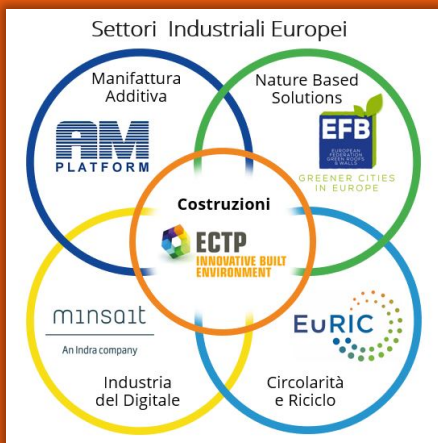 Settori Industriali Europei
Manifattura
Additiva
AM
PLATFORM
Nature Based
Solutions
EFB
EUROPEAN
FEDERATION
GREEN ROOFS
& WALLS
GREENER CITIES
IN EUROPE
Costruzioni
ECTP
INNOVATIVE BUILT
ENVIRONMENT
minsait
An Indra company
Industria
del Digitale
EuRIC
Circolarità
e Riciclo